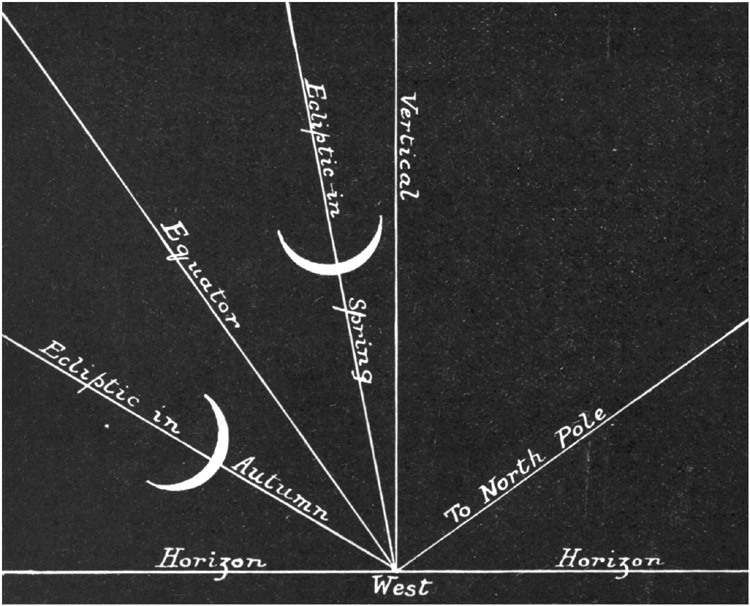 Ecliptic in Spring
Vertical
Equator
Ecliptic in Autumn
To North Pole
Horizon
Horizon
West